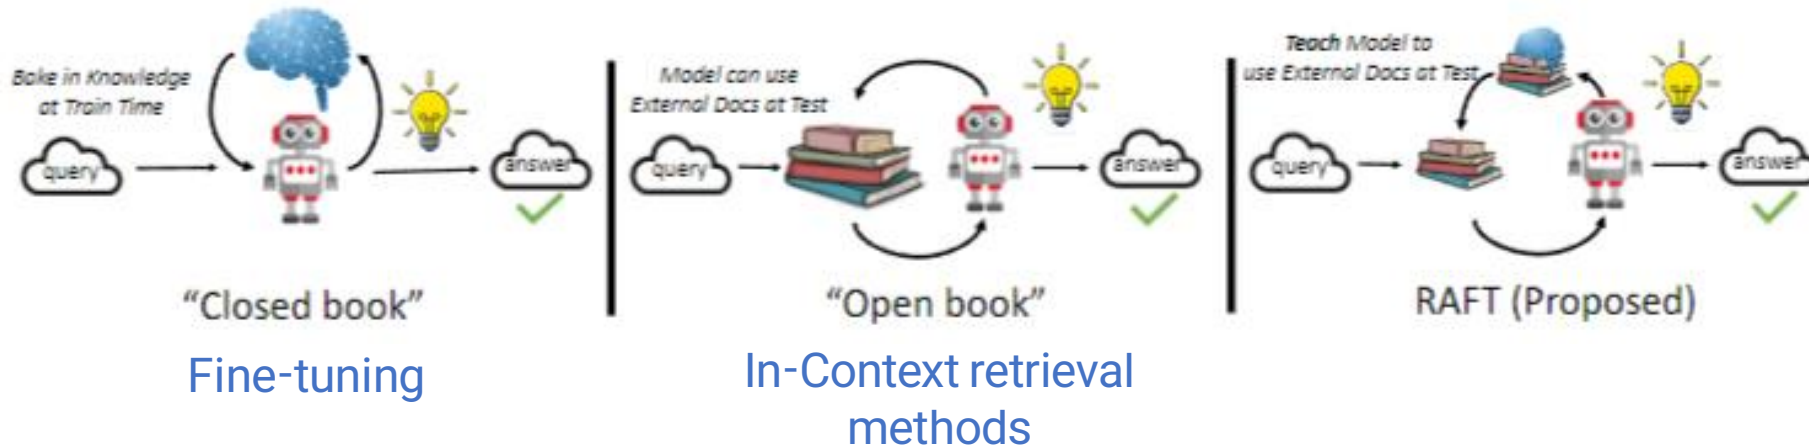 Bake in Knowledge
at Train Time
query
answer
“Closed book”
Fine-tuning
Model can use
External Docs at Test
query
answer
“Open book”
In-Context retrieval
methods
Teach Model to
use External Docs at Test
query
answer
RAFT (Proposed)